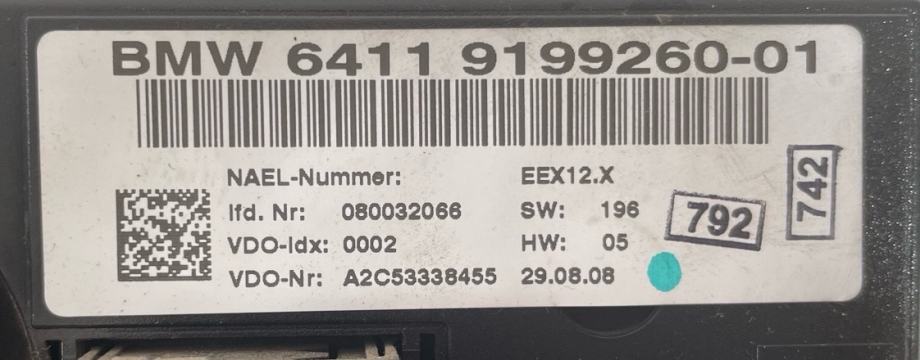 BMW 6411 9199260-01
NAEL-Nummer: EEX12.X
lfd. Nr: 080032066 SW: 196
VDO-Idx: 0002 HW: 05
VDO-Nr: A2C53338455 29.08.08
792
742